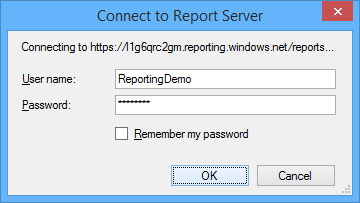 Connect to Report Server
Connecting to https://l1g6qrc2gm.reporting.windows.net/reports...
User name: ReportingDemo
Password: ********
Remember my password
OK Cancel